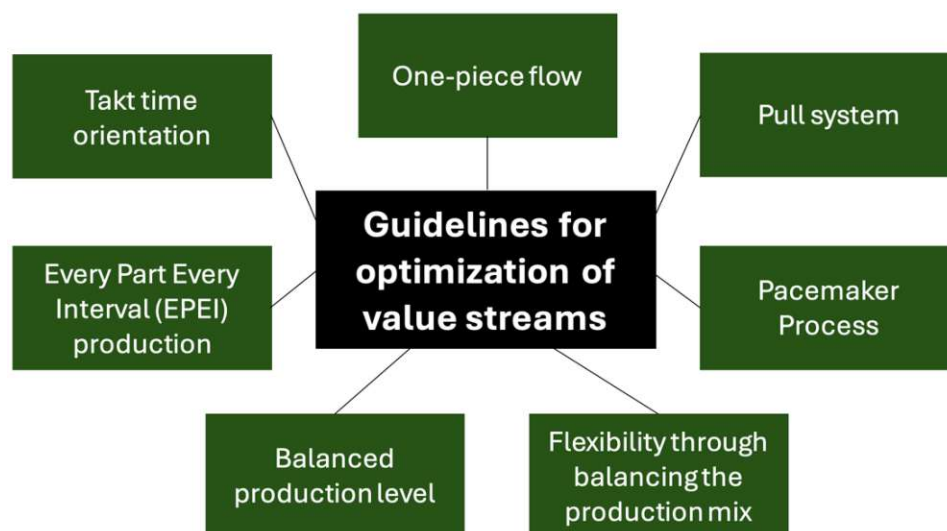 One-piece flow
Takt time
orientation
Pull system
Guidelines for
optimization of
value streams
Every Part Every
Interval (EPEI)
production
Pacemaker
Process
Balanced
production level
Flexibility through
balancing the
production mix